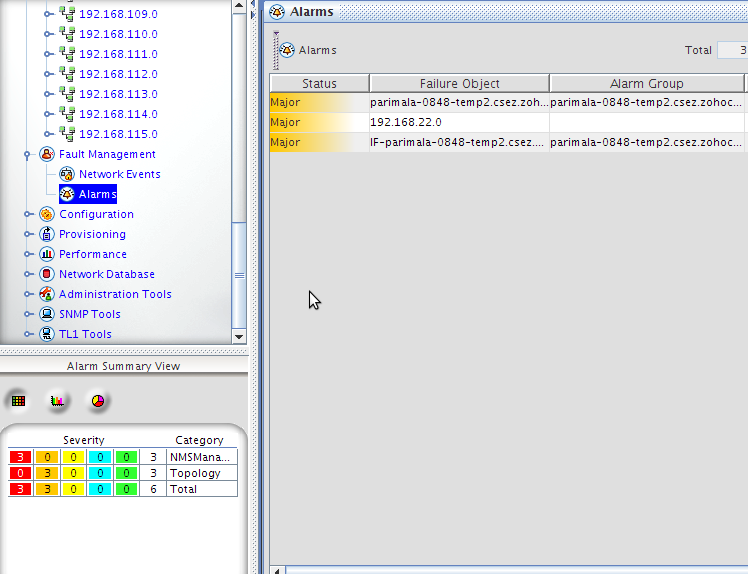 192.168.109.0
192.168.110.0
192.168.111.0
192.168.112.0
192.168.113.0
192.168.114.0
192.168.115.0
Fault Management
Network Events
Alarms
Configuration
Provisioning
Performance
Network Database
Administration Tools
SNMP Tools
TL1 Tools
Alarm Summary View
Severity Category
3 0 0 0 0 3 NMSMana...
0 3 0 0 0 3 Topology
3 3 0 0 0 6 Total
Alarms
Alarms Total 3
Status Failure Object Alarm Group
Major parimala-0848-temp2.csez.zoh... parimala-0848-temp2.csez.zohoc...
Major 192.168.22.0
Major IF-parimala-0848-temp2.csez.... parimala-0848-temp2.csez.zohoc...